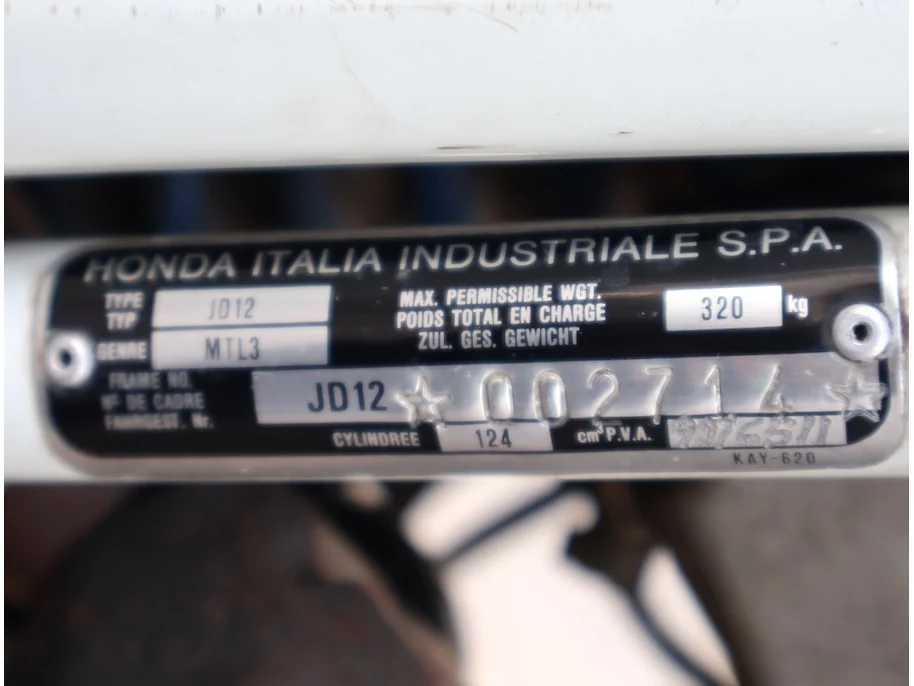 HONDA ITALIA INDUSTRIALE S.P.A.
TYPE
TYP
JD12
MAX. PERMISSIBLE WGT.
POIDS TOTAL EN CHARGE
ZUL. GES. GEWICHT
320 kg
GENRE MTL3
FRAME NO.
Nº DE CADRE
FAHRGEST. Nr.
JD12 ☆ 002714 ☆
CYLINDREE 124 cm³ P.V.A.
KAY-620